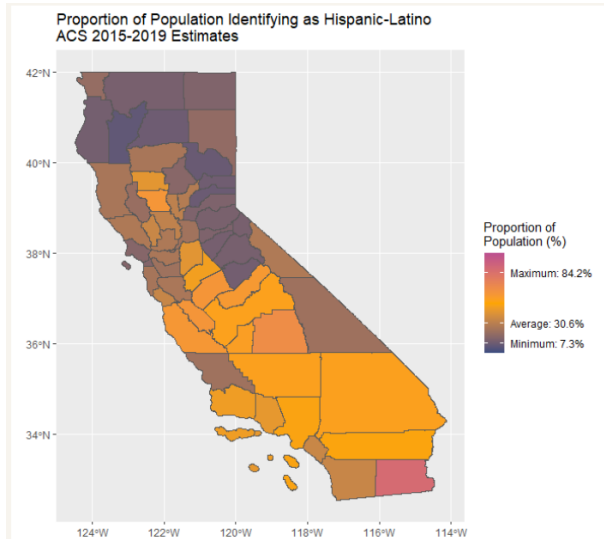 Proportion of Population Identifying as Hispanic-Latino
ACS 2015-2019 Estimates
42°N
40°N
38°N
36°N
34°N
124°W
122°W
120°W
118°W
116°W
114°W
Proportion of
Population (%)
Maximum: 84.2%
Average: 30.6%
Minimum: 7.3%